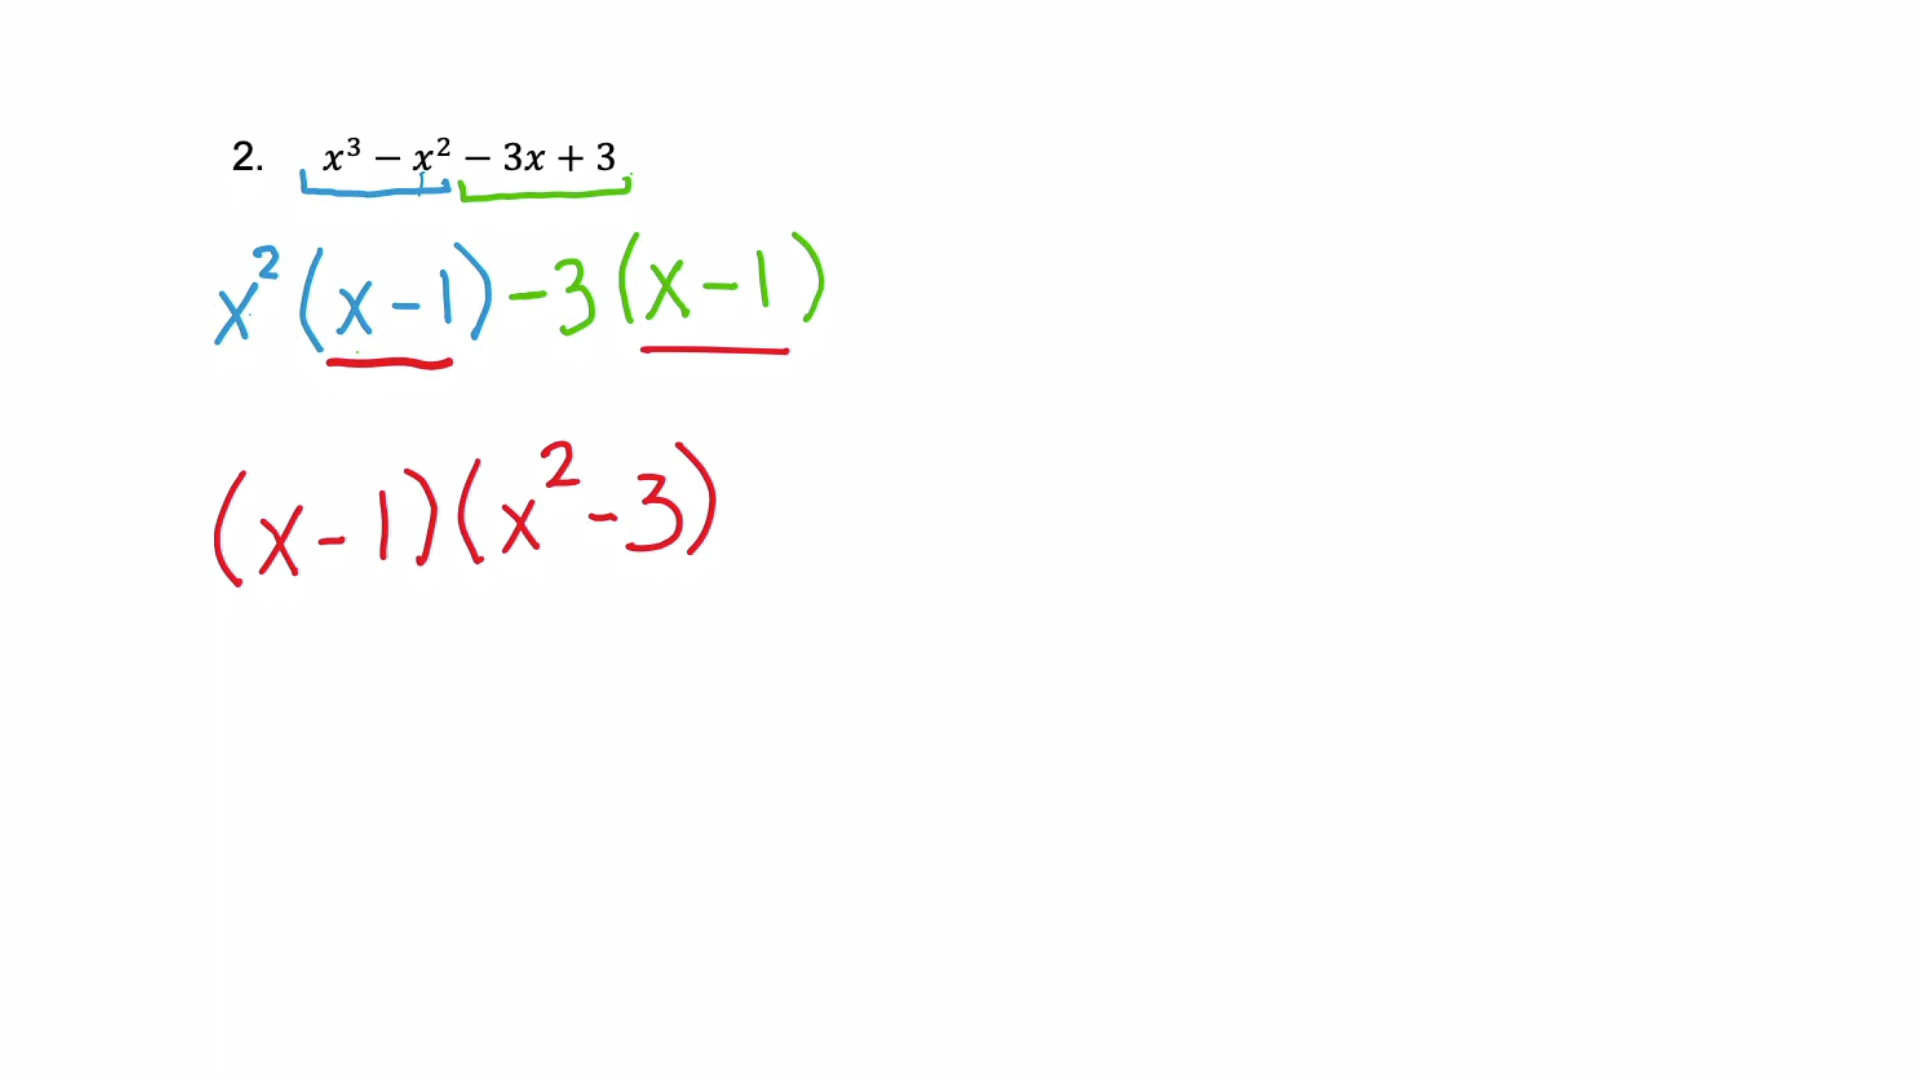 2. x³ − x² − 3x + 3
x²(x-1)-3(x-1)
(x-1)(x²-3)